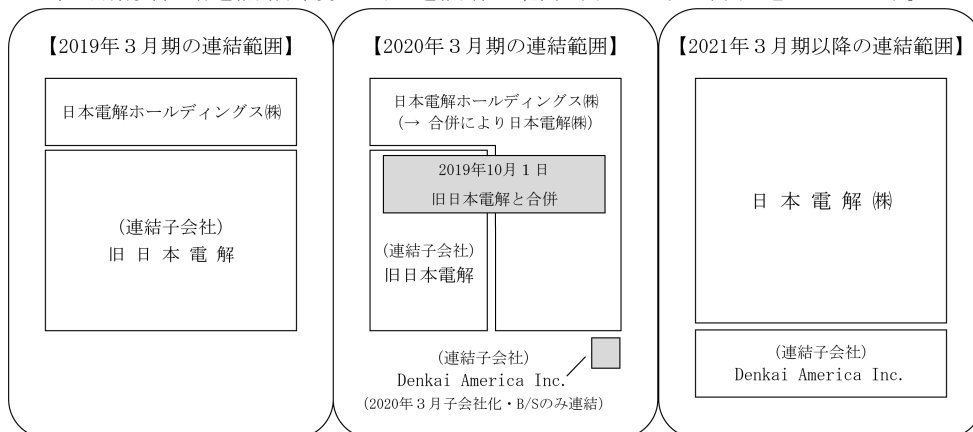 【2019年３月期の連結範囲】
日本電解ホールディングス㈱
(連結子会社)
旧 日 本 電 解
【2020年３月期の連結範囲】
日本電解ホールディングス㈱
(→ 合併により日本電解㈱)
2019年10月１日
旧日本電解と合併
(連結子会社)
旧日本電解
(連結子会社)
Denkai America Inc.
(2020年３月子会社化・B/Sのみ連結)
【2021年３月期以降の連結範囲】
日 本 電 解 ㈱
(連結子会社)
Denkai America Inc.